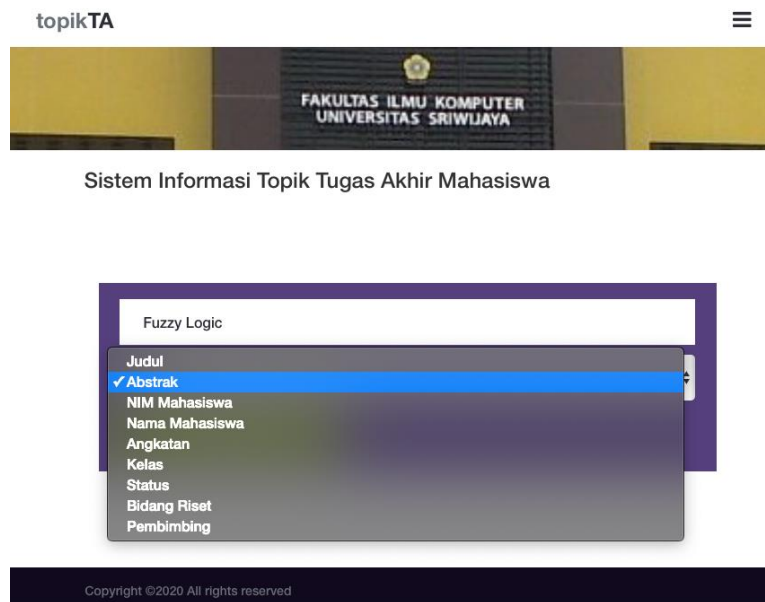 topikTA
FAKULTAS ILMU KOMPUTER
UNIVERSITAS SRIWIJAYA
Sistem Informasi Topik Tugas Akhir Mahasiswa
Fuzzy Logic
Judul
✓ Abstrak
NIM Mahasiswa
Nama Mahasiswa
Angkatan
Kelas
Status
Bidang Riset
Pembimbing
Copyright ©2020 All rights reserved